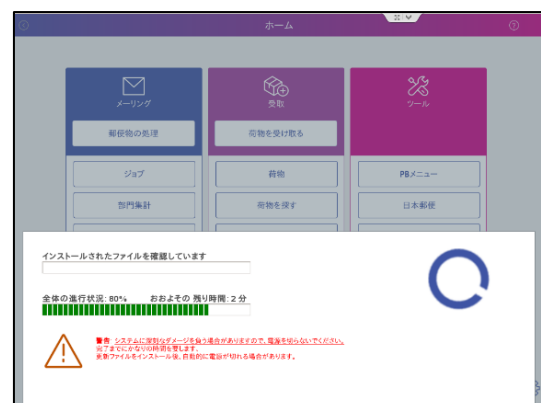 ホーム
メーリング
受取
ツール
郵便物の処理
荷物を受け取る
ジョブ
荷物
PBメニュー
部門集計
荷物を探す
日本郵便
インストールされたファイルを確認しています
全体の進行状況: 80% おおよその 残り時間: 2 分
警告 システムに深刻なダメージを負う場合がありますので、電源を切らないでください。
完了までにかなりの時間を要します。
更新ファイルをインストール後、自動的に電源が切れる場合があります。